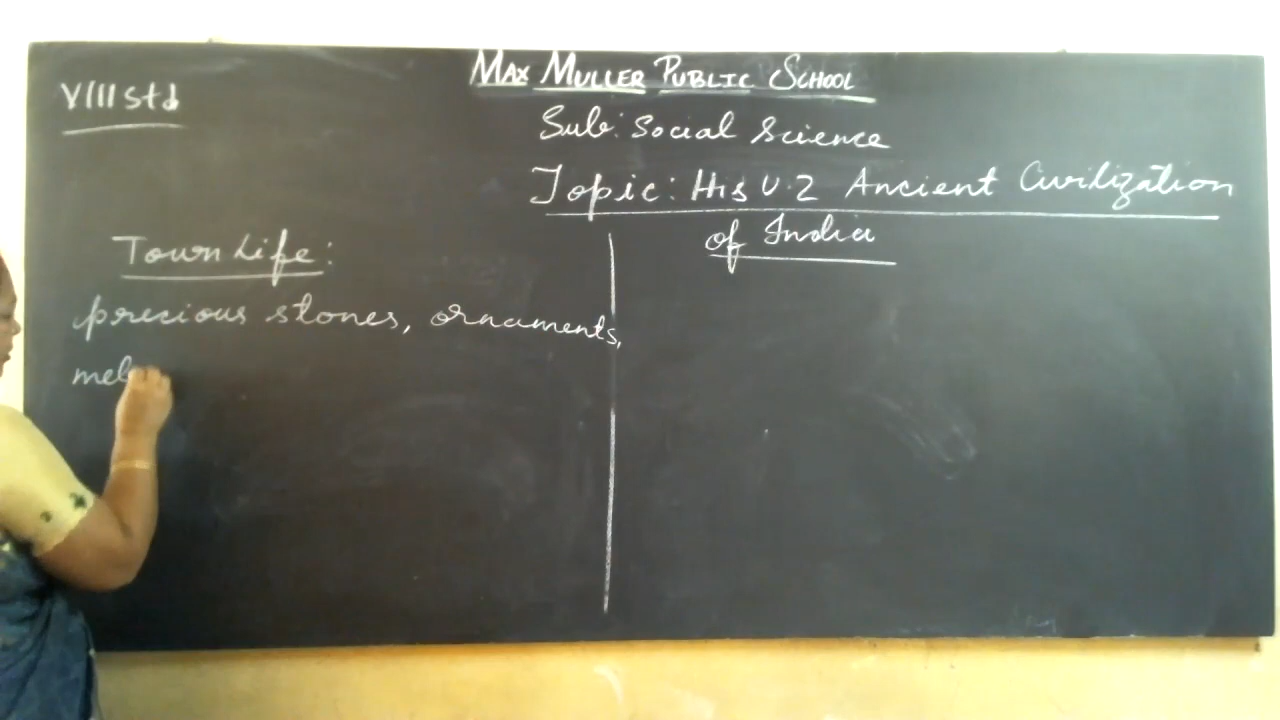 MAX MULLER PUBLIC SCHOOL
VIII Std
Sub: Social Science
Topic: His U.2 Ancient Civilization
of India
Town Life:
precious stones, ornaments,